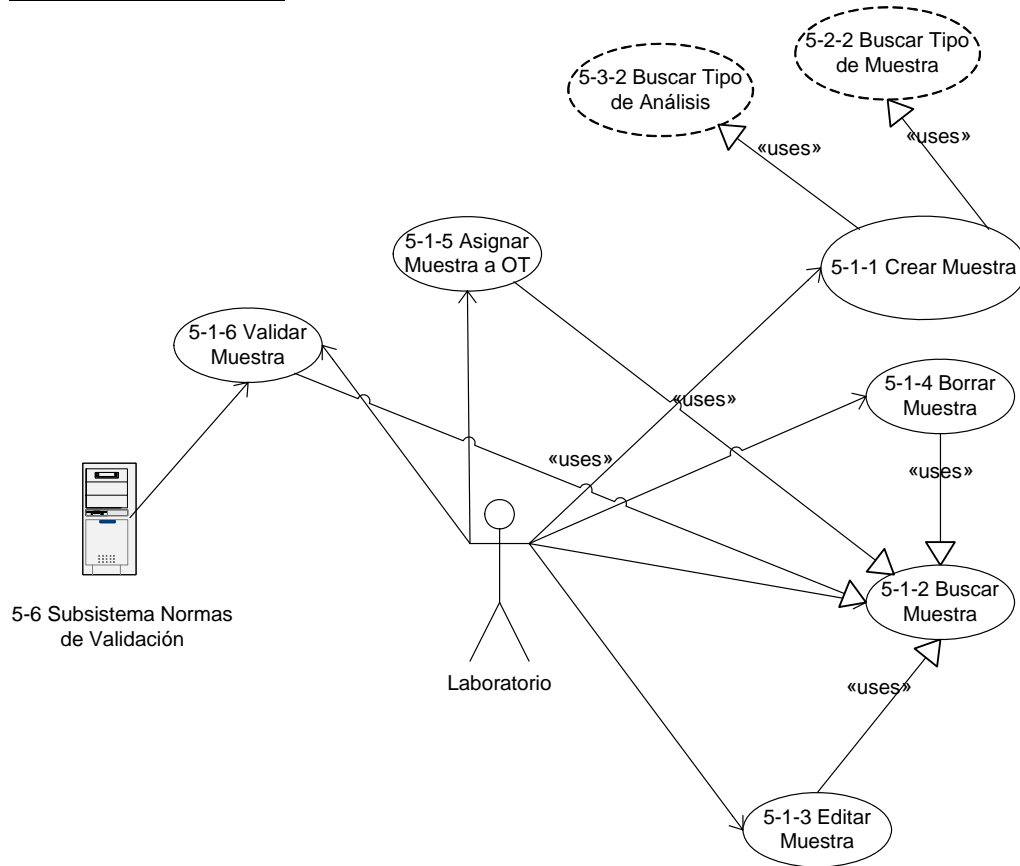 5-2-2 Buscar Tipo
de Muestra
5-3-2 Buscar Tipo
de Análisis
«uses»
«uses»
5-1-5 Asignar
Muestra a OT
5-1-1 Crear Muestra
5-1-6 Validar
Muestra
5-1-4 Borrar
Muestra
«uses»
«uses»
«uses»
«uses»
5-1-2 Buscar
Muestra
5-6 Subsistema Normas
de Validación
Laboratorio
«uses»
5-1-3 Editar
Muestra